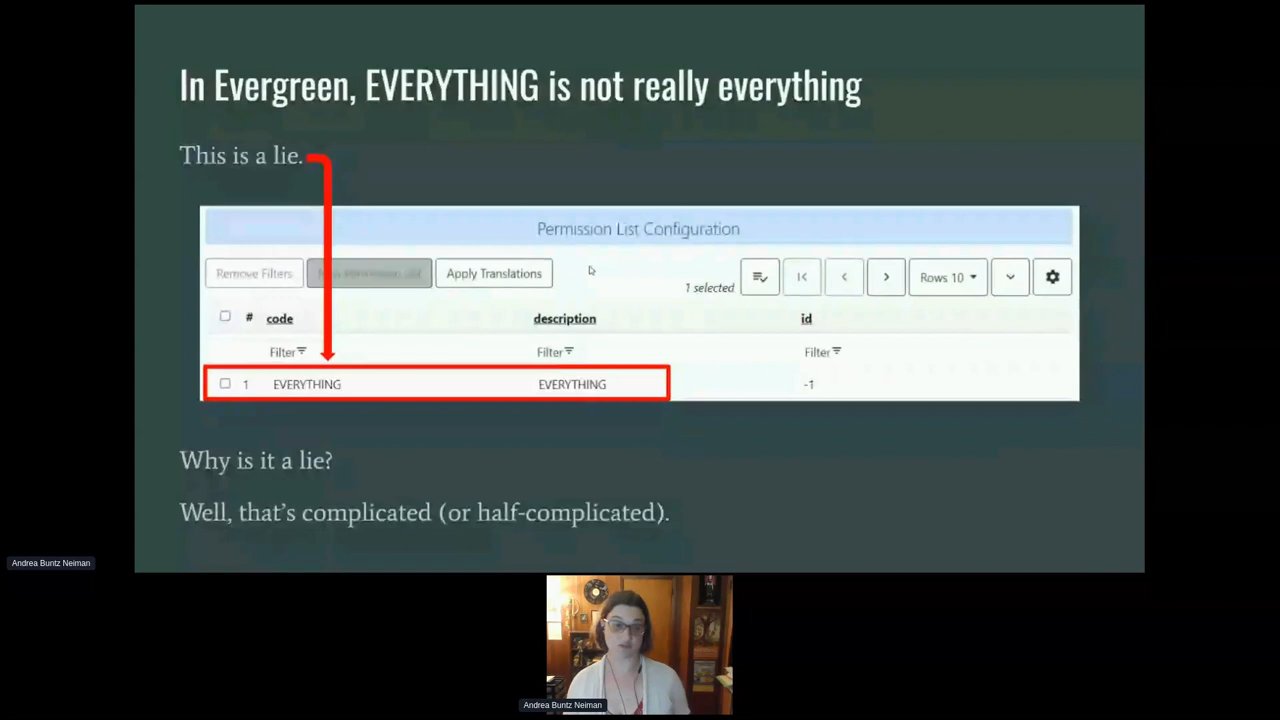 In Evergreen, EVERYTHING is not really everything
This is a lie.
Permission List Configuration
Remove Filters
Apply Translations
1 selected
Rows 10
# code description id
Filter Filter Filter
1 EVERYTHING EVERYTHING -1
Why is it a lie?
Well, that's complicated (or half-complicated).
Andrea Buntz Neiman
Andrea Buntz Neiman